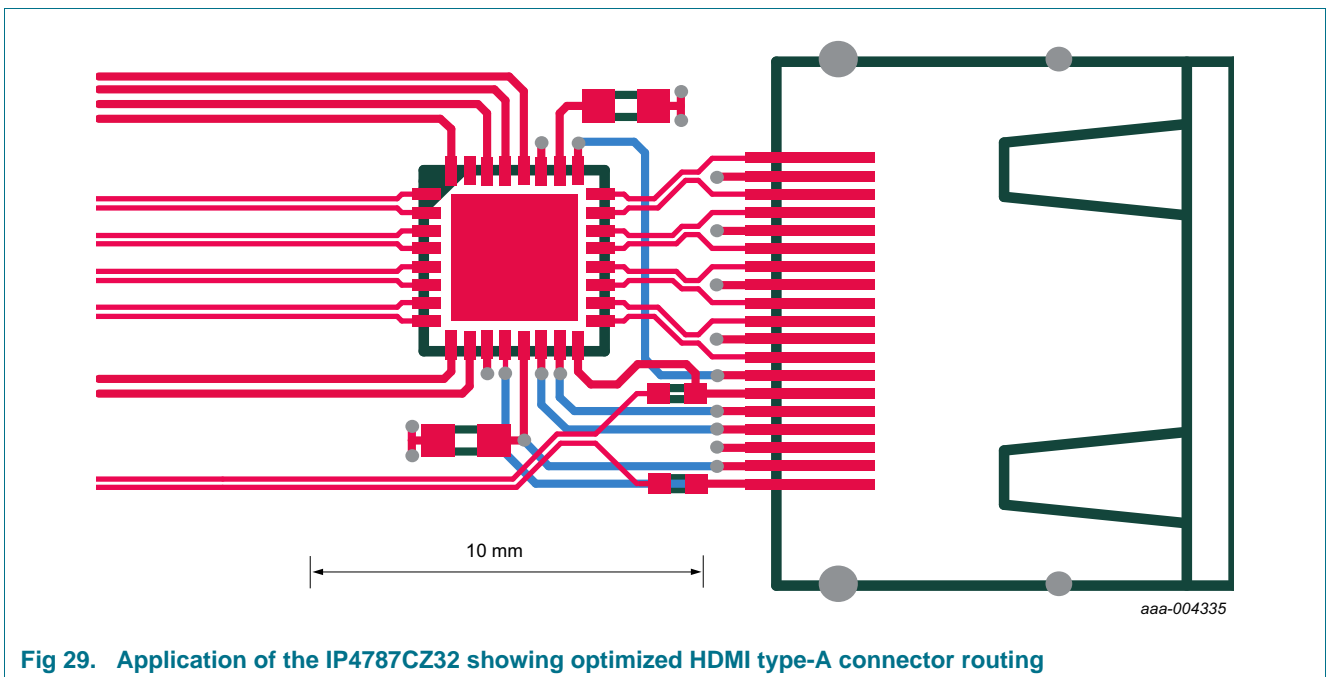 10 mm
aaa-004335
Fig 29. Application of the IP4787CZ32 showing optimized HDMI type-A connector routing